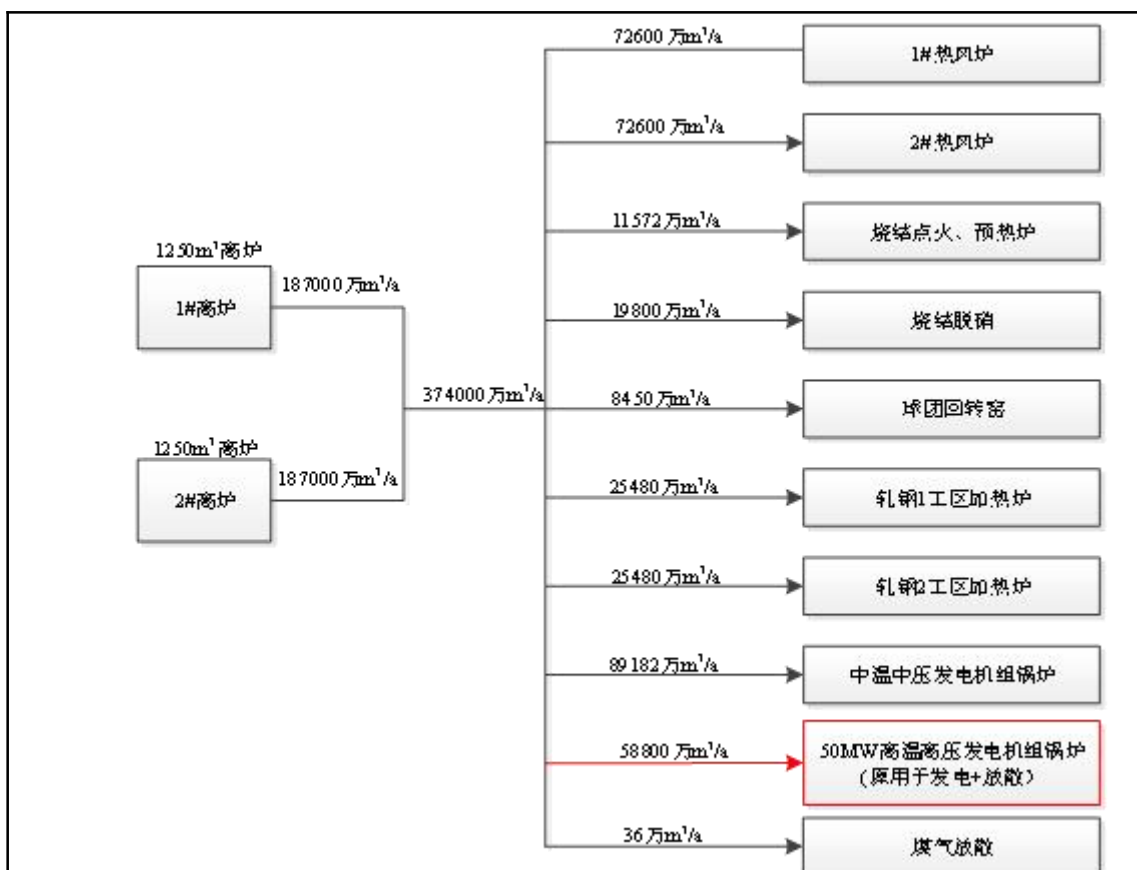 72600万m³/a
1#热风炉
72600万m³/a
2#热风炉
11572万m³/a
烧结点火、预热炉
1250m³高炉
187000万m³/a
1#高炉
19800万m³/a
烧结脱硝
374000万m³/a
8450万m³/a
球团回转窑
1250m³高炉
187000万m³/a
2#高炉
25480万m³/a
轧钢1工区加热炉
25480万m³/a
轧钢2工区加热炉
89182万m³/a
中温中压发电机组锅炉
58800万m³/a
50MW高温高压发电机组锅炉
(原用于发电+放散)
36万m³/a
煤气放散